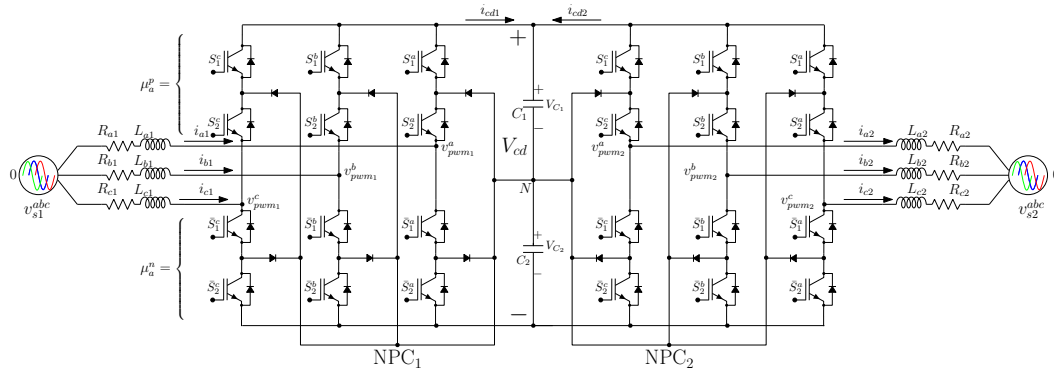 i_{cd1} i_{cd2}
+
μ_a^p =
S_1^c S_1^b S_1^a S_1^c S_1^b S_1^a
+
C_1 V_{C_1}
−
S_2^c S_2^b S_2^a S_2^c S_2^b S_2^a
R_{a1} L_{a1} i_{a1} v_{pwm_1}^a V_{cd} v_{pwm_2}^a i_{a2} L_{a2} R_{a2}
R_{b1} L_{b1} i_{b1} v_{pwm_1}^b v_{pwm_2}^b i_{b2} L_{b2} R_{b2}
0 N 0
R_{c1} L_{c1} i_{c1} v_{pwm_1}^c v_{pwm_2}^c i_{c2} L_{c2} R_{c2}
v_{s1}^{abc} v_{s2}^{abc}
S̄_1^c S̄_1^b S̄_1^a S̄_1^c S̄_1^b S̄_1^a
+
C_2 V_{C_2}
−
μ_a^n =
S̄_2^c S̄_2^b S̄_2^a S̄_2^c S̄_2^b S̄_2^a
−
NPC_1 NPC_2